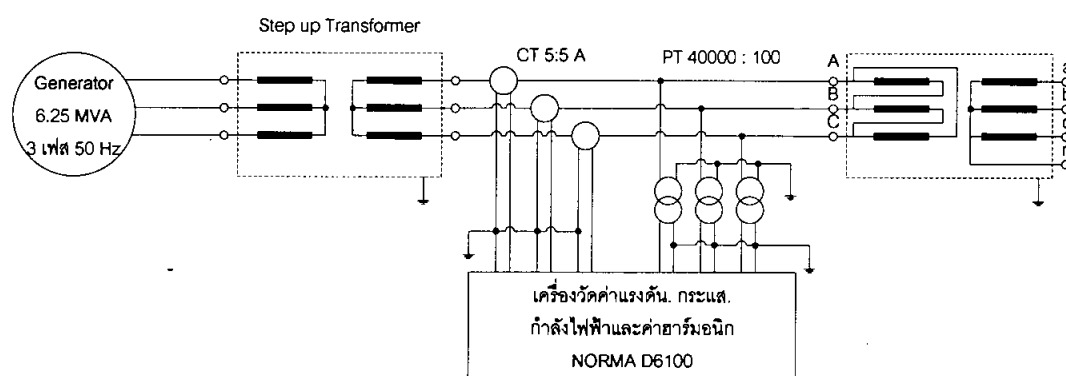 Step up Transformer
Generator
6.25 MVA
3 เฟส 50 Hz
CT 5:5 A
PT 40000 : 100
A
B
C
เครื่องวัดค่าแรงดัน. กระแส.
กำลังไฟฟ้าและค่าฮาร์มอนิก
NORMA D6100